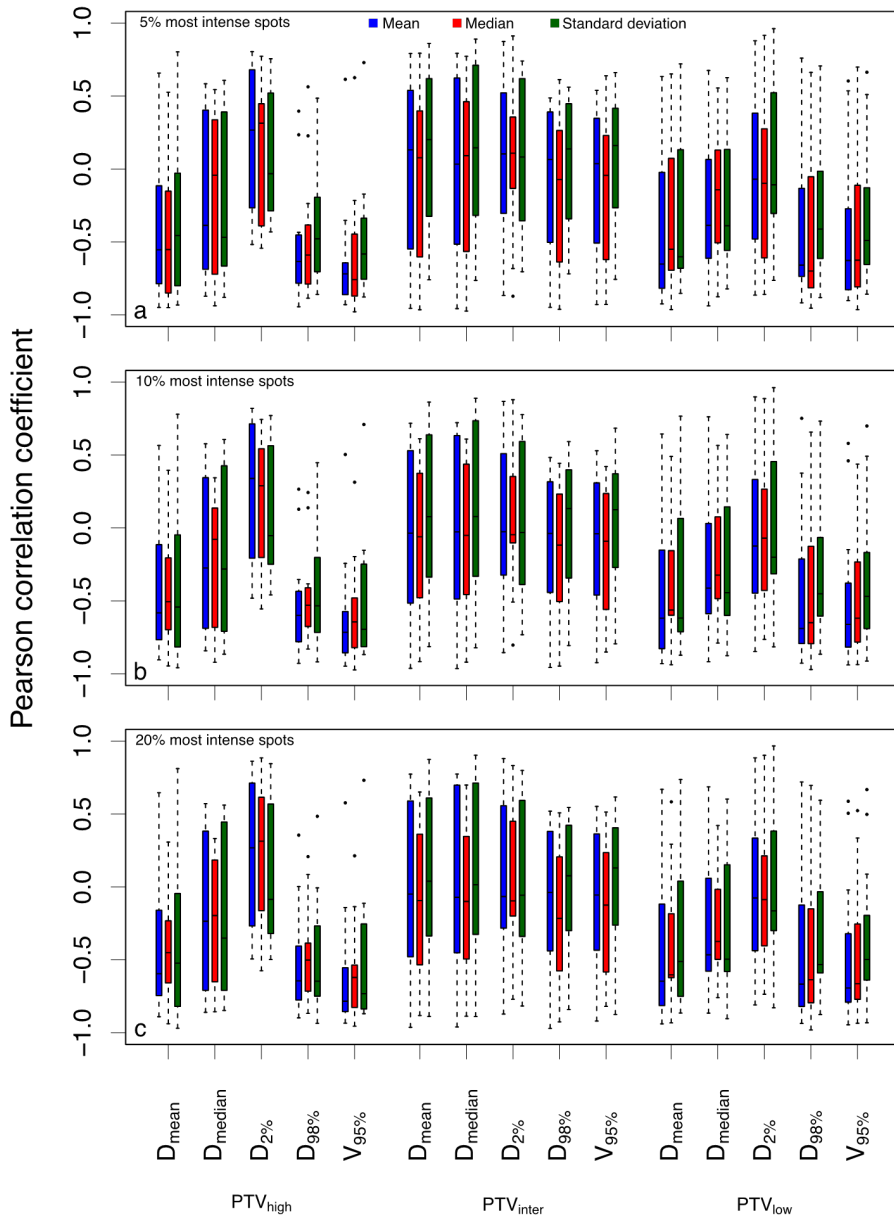 5% most intense spots
Mean Median Standard deviation
1.0
0.5
0.0
−0.5
−1.0
a
10% most intense spots
1.0
0.5
0.0
−0.5
−1.0
b
20% most intense spots
1.0
0.5
0.0
−0.5
−1.0
c
Pearson correlation coefficient
Dmean Dmedian D2% D98% V95% Dmean Dmedian D2% D98% V95% Dmean Dmedian D2% D98% V95%
PTVhigh PTVinter PTVlow